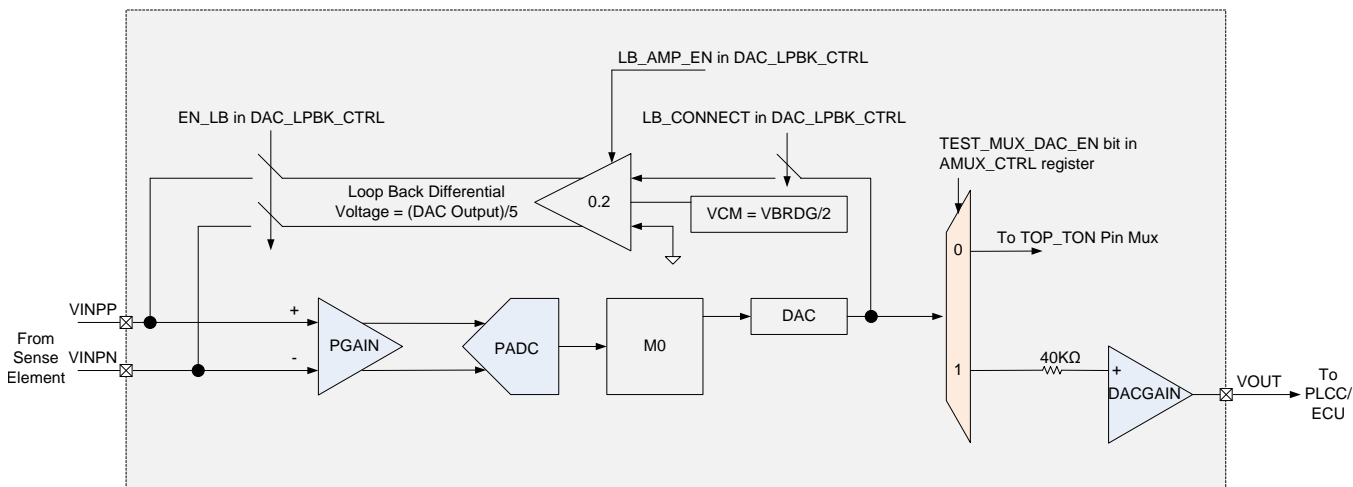 LB_AMP_EN in DAC_LPBK_CTRL
EN_LB in DAC_LPBK_CTRL
LB_CONNECT in DAC_LPBK_CTRL
TEST_MUX_DAC_EN bit in
AMUX_CTRL register
Loop Back Differential
Voltage = (DAC Output)/5
0.2
VCM = VBRDG/2
0
To TOP_TON Pin Mux
VINPP
+
From
Sense
Element
VINPN
-
PGAIN
PADC
M0
DAC
1
40KΩ
+
DACGAIN
VOUT
To
PLCC/
ECU